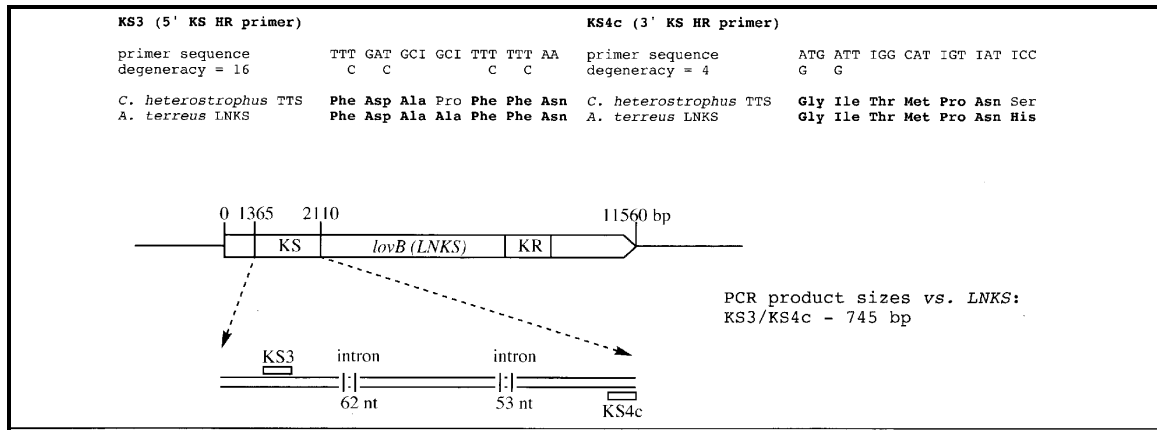 KS3 (5' KS HR primer)
primer sequence TTT GAT GCI GCI TTT TTT AA
degeneracy = 16 C C C C
C. heterostrophus TTS Phe Asp Ala Pro Phe Phe Asn
A. terreus LNKS Phe Asp Ala Ala Phe Phe Asn
KS4c (3' KS HR primer)
primer sequence ATG ATT IGG CAT IGT IAT ICC
degeneracy = 4 G G
C. heterostrophus TTS Gly Ile Thr Met Pro Asn Ser
A. terreus LNKS Gly Ile Thr Met Pro Asn His
0 1365 2110 11560 bp
KS lovB (LNKS) KR
PCR product sizes vs. LNKS:
KS3/KS4c - 745 bp
KS3 intron intron
62 nt 53 nt
KS4c